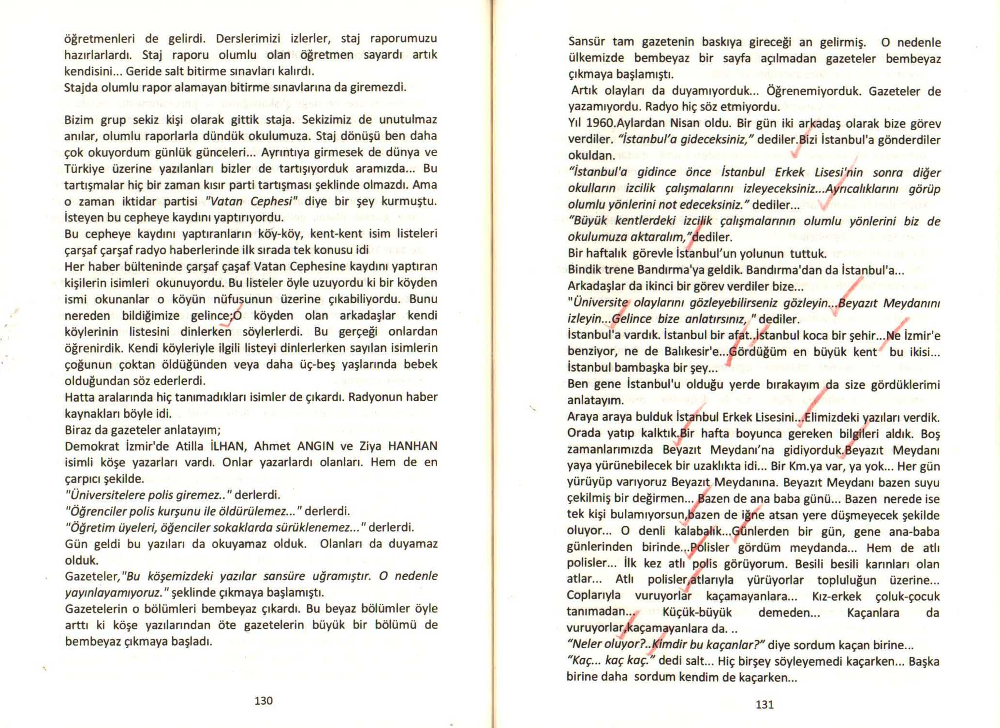 öğretmenleri de gelirdi. Derslerimizi izlerler, staj raporumuzu
hazırlarlardı. Staj raporu olumlu olan öğretmen sayardı artık
kendisini... Geride salt bitirme sınavları kalırdı.
Stajda olumlu rapor alamayan bitirme sınavlarına da giremezdi.
Bizim grup sekiz kişi olarak gittik staja. Sekizimiz de unutulmaz
anılar, olumlu raporlarla dündük okulumuza. Staj dönüşü ben daha
çok okuyordum günlük günceleri... Ayrıntıya girmesek de dünya ve
Türkiye üzerine yazılanları bizler de tartışıyorduk aramızda... Bu
tartışmalar hiç bir zaman kısır parti tartışması şeklinde olmazdı. Ama
o zaman iktidar partisi "Vatan Cephesi" diye bir şey kurmuştu.
İsteyen bu cepheye kaydını yaptırıyordu.
Bu cepheye kaydını yaptıranların köy-köy, kent-kent isim listeleri
çarşaf çarşaf radyo haberlerinde ilk sırada tek konusu idi
Her haber bülteninde çarşaf çaşaf Vatan Cephesine kaydını yaptıran
kişilerin isimleri okunuyordu. Bu listeler öyle uzuyordu ki bir köyden
ismi okunanlar o köyün nüfusunun üzerine çıkabiliyordu. Bunu
nereden bildiğimize gelince;O köyden olan arkadaşlar kendi
köylerinin listesini dinlerken söylerlerdi. Bu gerçeği onlardan
öğrenirdik. Kendi köyleriyle ilgili listeyi dinlerlerken sayılan isimlerin
çoğunun çoktan öldüğünden veya daha üç-beş yaşlarında bebek
olduğundan söz ederlerdi.
Hatta aralarında hiç tanımadıkları isimler de çıkardı. Radyonun haber
kaynakları böyle idi.
Biraz da gazeteler anlatayım;
Demokrat İzmir'de Atilla İLHAN, Ahmet ANGIN ve Ziya HANHAN
isimli köşe yazarları vardı. Onlar yazarlardı olanları. Hem de en
çarpıcı şekilde.
"Üniversitelere polis giremez.." derlerdi.
"Öğrenciler polis kurşunu ile öldürülemez..." derlerdi.
"Öğretim üyeleri, öğenciler sokaklarda sürüklenemez..." derlerdi.
Gün geldi bu yazıları da okuyamaz olduk. Olanları da duyamaz
olduk.
Gazeteler,"Bu köşemizdeki yazılar sansüre uğramıştır. O nedenle
yayınlayamıyoruz." şeklinde çıkmaya başlamıştı.
Gazetelerin o bölümleri bembeyaz çıkardı. Bu beyaz bölümler öyle
arttı ki köşe yazılarından öte gazetelerin büyük bir bölümü de
bembeyaz çıkmaya başladı.
130
Sansür tam gazetenin baskıya gireceği an gelirmiş. O nedenle
ülkemizde bembeyaz bir sayfa açılmadan gazeteler bembeyaz
çıkmaya başlamıştı.
Artık olayları da duyamıyorduk... Öğrenemiyorduk. Gazeteler de
yazamıyordu. Radyo hiç söz etmiyordu.
Yıl 1960.Aylardan Nisan oldu. Bir gün iki arkadaş olarak bize görev
verdiler. "İstanbul'a gideceksiniz," dediler.Bizi İstanbul'a gönderdiler
okuldan.
"İstanbul'a gidince önce İstanbul Erkek Lisesi'nin sonra diğer
okulların izcilik çalışmalarını izleyeceksiniz...Ayrıcalıklarını görüp
olumlu yönlerini not edeceksiniz." dediler...
"Büyük kentlerdeki izcilik çalışmalarının olumlu yönlerini biz de
okulumuza aktaralım,"dediler.
Bir haftalık görevle İstanbul'un yolunun tuttuk.
Bindik trene Bandırma'ya geldik. Bandırma'dan da İstanbul'a...
Arkadaşlar da ikinci bir görev verdiler bize...
"Üniversite olaylarını gözleyebilirseniz gözleyin...Beyazıt Meydanını
izleyin...Gelince bize anlatırsınız, "dediler.
İstanbul'a vardık. İstanbul bir afat..İstanbul koca bir şehir...Ne İzmir'e
benziyor, ne de Balıkesir'e...Gördüğüm en büyük kent bu ikisi...
İstanbul bambaşka bir şey...
Ben gene İstanbul'u olduğu yerde bırakayım da size gördüklerimi
anlatayım.
Araya araya bulduk İstanbul Erkek Lisesini...Elimizdeki yazıları verdik.
Orada yatıp kalktık.Bir hafta boyunca gereken bilgileri aldık. Boş
zamanlarımızda Beyazıt Meydanı'na gidiyorduk.Beyazıt Meydanı
yaya yürünebilecek bir uzaklıkta idi... Bir Km.ya var, ya yok... Her gün
yürüyüp varıyoruz Beyazıt Meydanına. Beyazıt Meydanı bazen suyu
çekilmiş bir değirmen... Bazen de ana baba günü... Bazen nerede ise
tek kişi bulamıyorsun,bazen de iğne atsan yere düşmeyecek şekilde
oluyor... O denli kalabalık...Günlerden bir gün, gene ana-baba
günlerinden birinde...Polisler gördüm meydanda... Hem de atlı
polisler... İlk kez atlı polis görüyorum. Besili besili karınları olan
atlar... Atlı polisler,atlarıyla yürüyorlar topluluğun üzerine...
Coplarıyla vuruyorlar kaçamayanlara... Kız-erkek çoluk-çocuk
tanımadan... Küçük-büyük demeden... Kaçanlara da
vuruyorlar,kaçamayanlara da. ..
"Neler oluyor?..Kimdir bu kaçanlar?" diye sordum kaçan birine...
"Kaç... kaç kaç." dedi salt... Hiç birşey söyleyemedi kaçarken... Başka
birine daha sordum kendim de kaçarken...
131